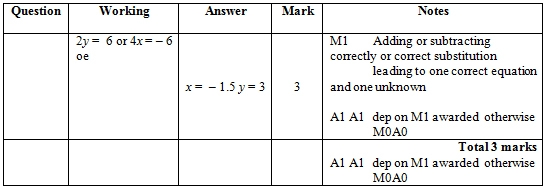 Question Working Answer Mark Notes
2y = 6 or 4x = – 6
oe
x = – 1.5 y = 3
3
M1 Adding or subtracting
correctly or correct substitution
leading to one correct equation
and one unknown
A1 A1 dep on M1 awarded otherwise
M0A0
Total 3 marks
A1 A1 dep on M1 awarded otherwise
M0A0